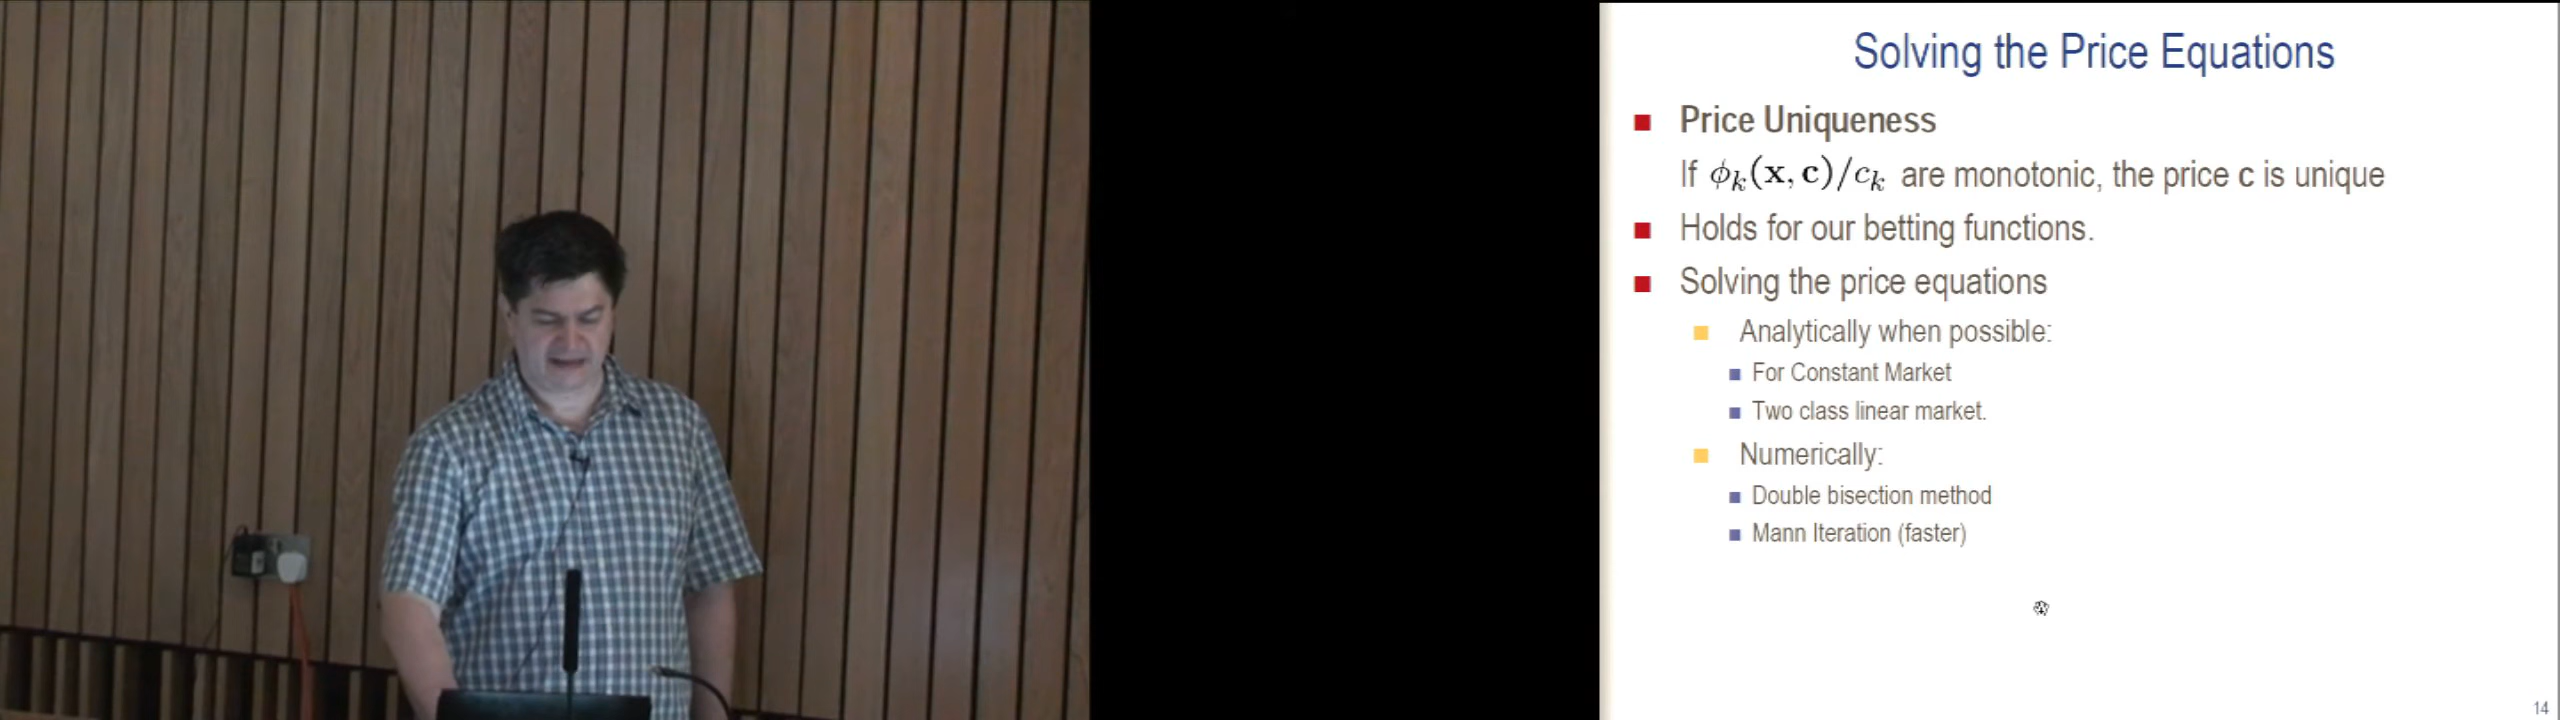 Solving the Price Equations
Price Uniqueness
If ϕₖ(x, c)/cₖ are monotonic, the price c is unique
Holds for our betting functions.
Solving the price equations
Analytically when possible:
For Constant Market
Two class linear market.
Numerically:
Double bisection method
Mann Iteration (faster)
14